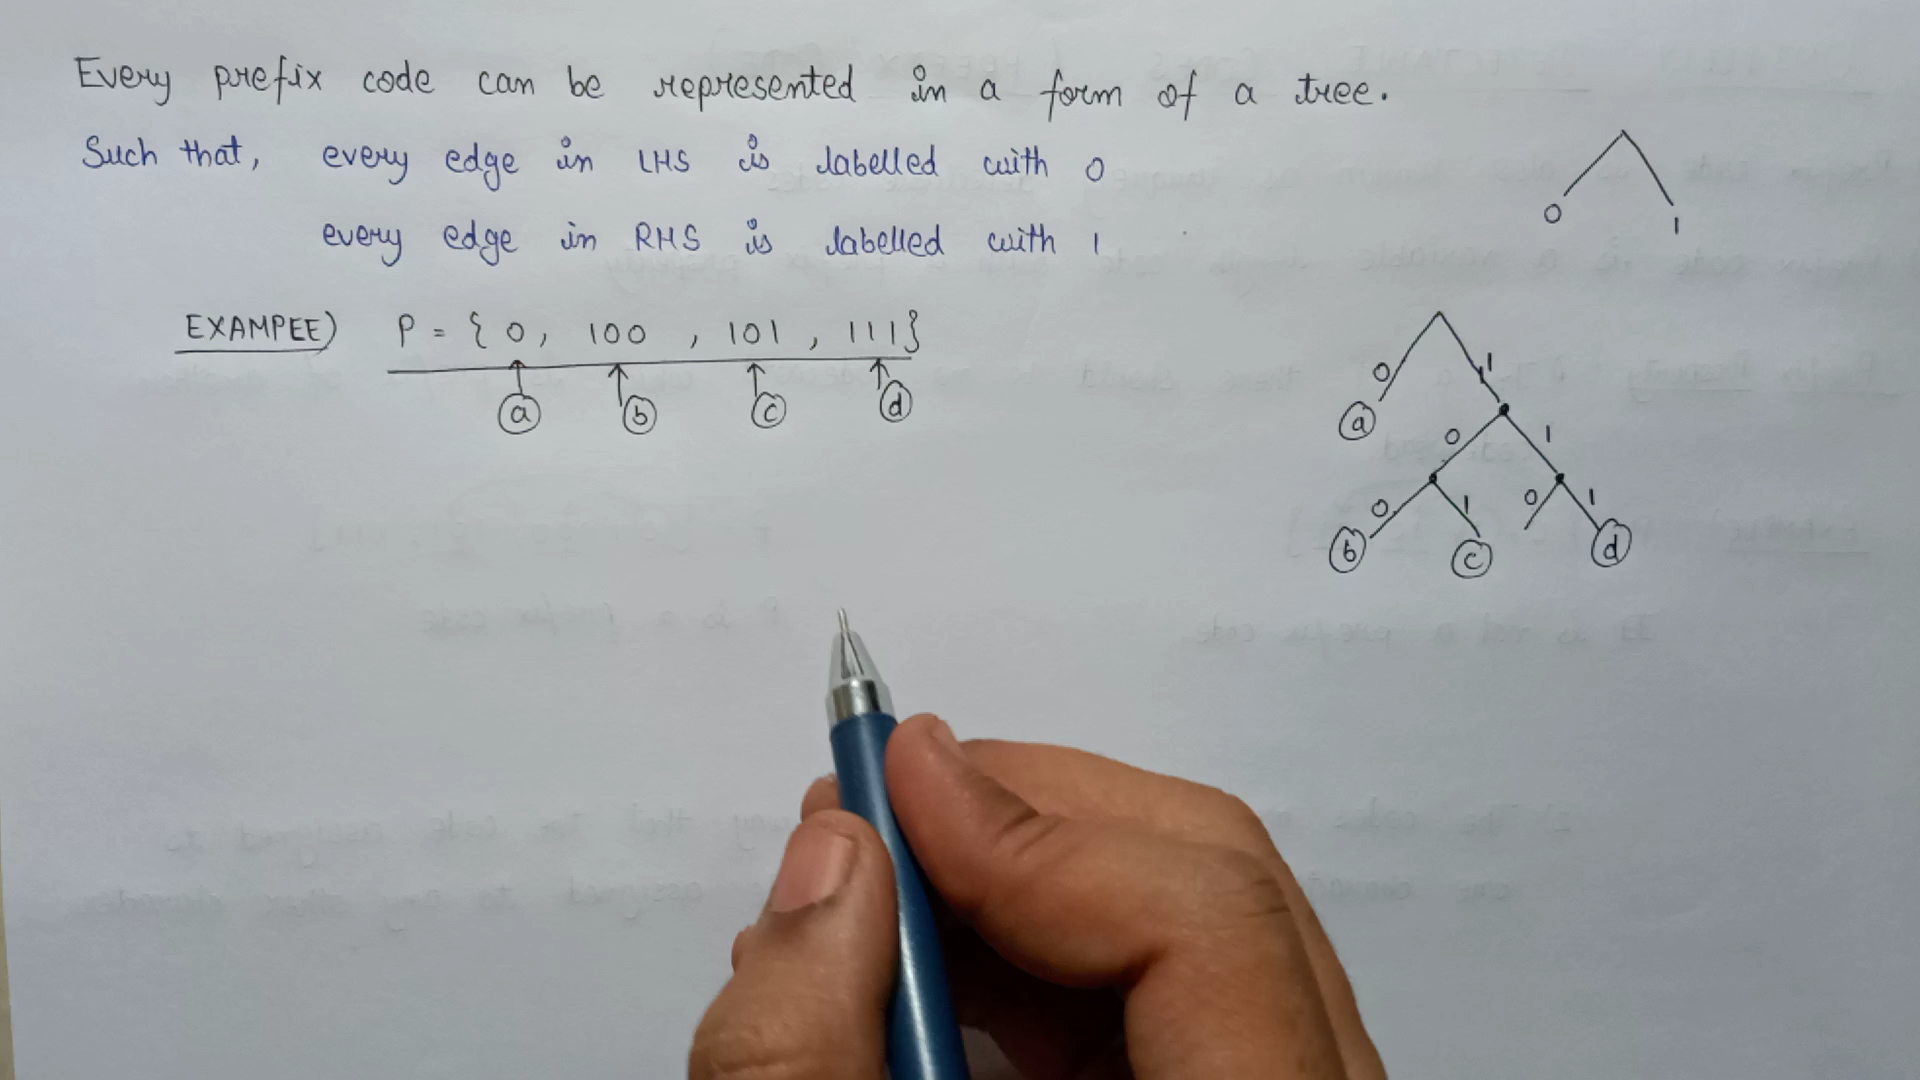 Every prefix code can be represented in a form of a tree.
Such that, every edge in LHS is labelled with 0
every edge in RHS is labelled with 1
0 1
EXAMPEE) P = { 0, 100 , 101 , 111}
a b c d
0 1
a 0 1
0 1 0 1
b c d